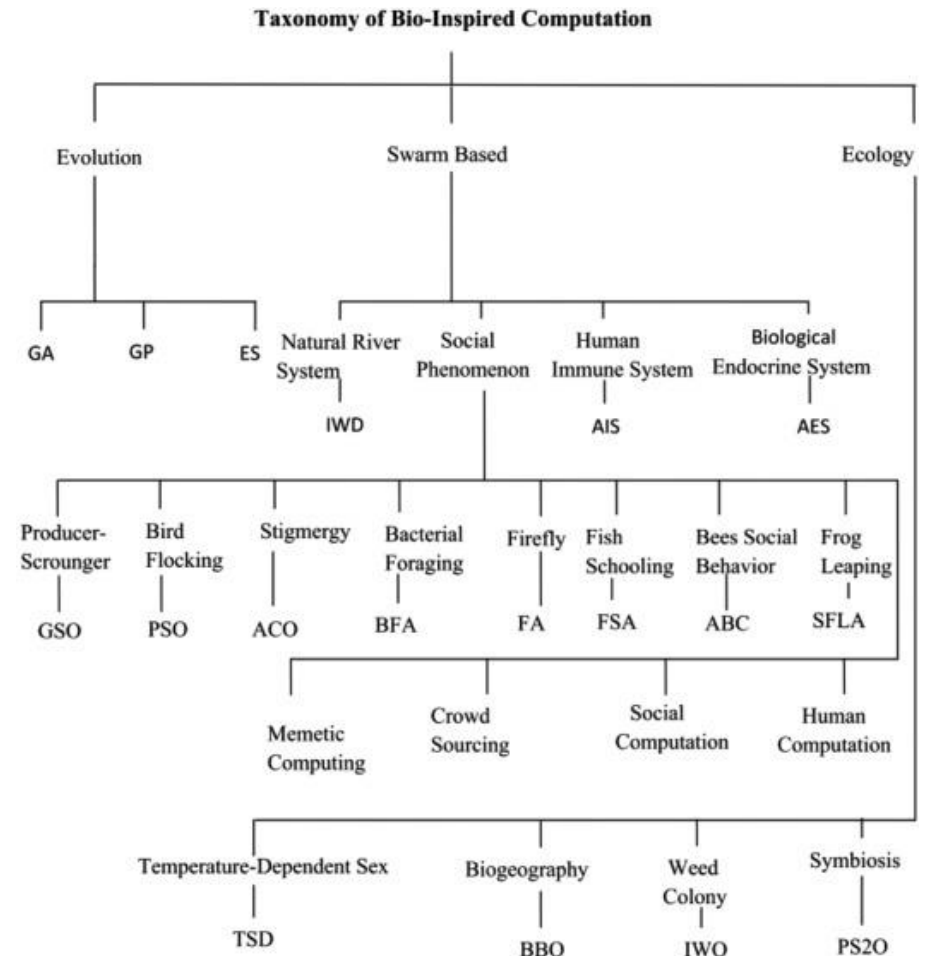 Taxonomy of Bio-Inspired Computation
Evolution
Swarm Based
Ecology
GA
GP
ES
Natural River
System
IWD
Social
Phenomenon
Human
Immune System
AIS
Biological
Endocrine System
AES
Producer-
Scrounger
GSO
Bird
Flocking
PSO
Stigmergy
ACO
Bacterial
Foraging
BFA
Firefly
FA
Fish
Schooling
FSA
Bees Social
Behavior
ABC
Frog
Leaping
SFLA
Memetic
Computing
Crowd
Sourcing
Social
Computation
Human
Computation
Temperature-Dependent Sex
TSD
Biogeography
BBO
Weed
Colony
IWO
Symbiosis
PS2O